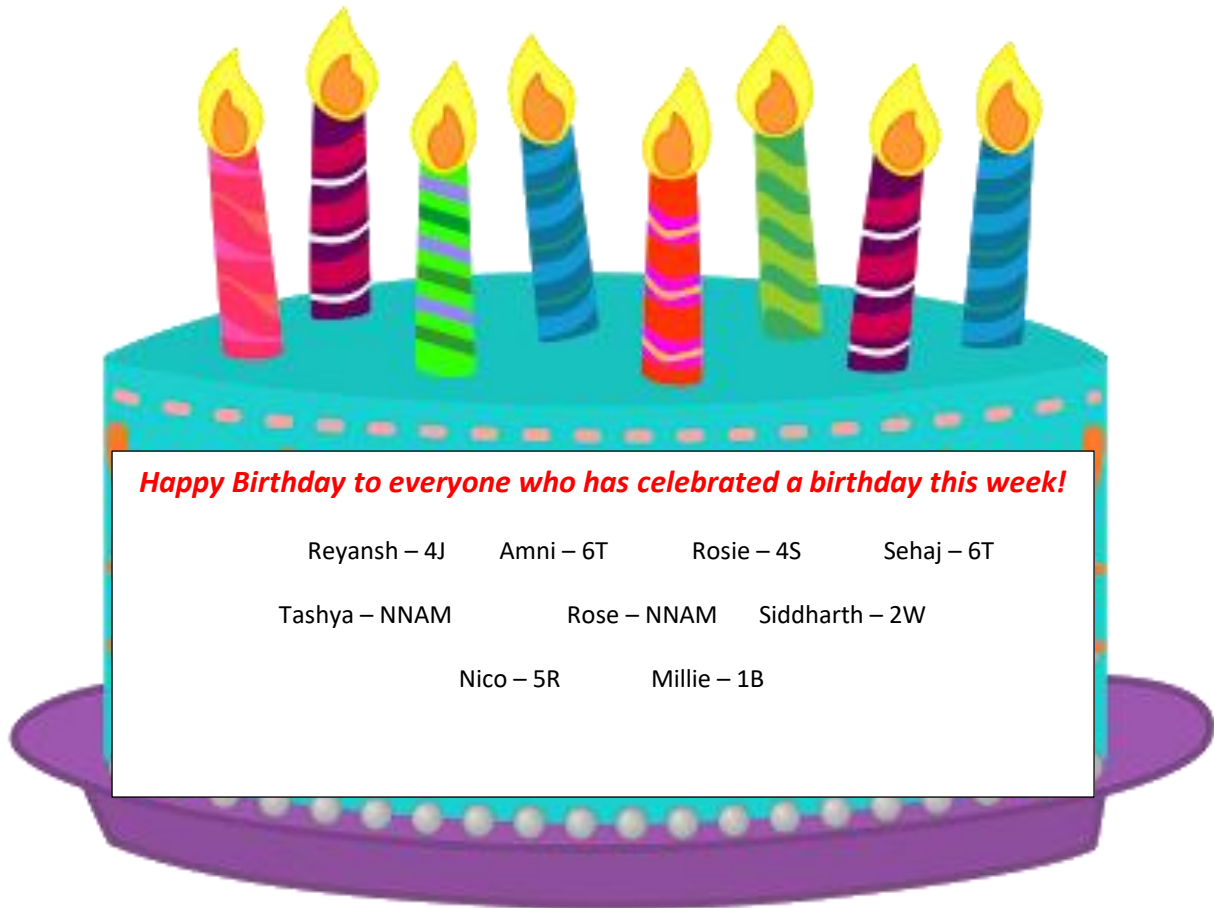 Happy Birthday to everyone who has celebrated a birthday this week!
Reyansh – 4J Amni – 6T Rosie – 4S Sehaj – 6T
Tashya – NNAM Rose – NNAM Siddharth – 2W
Nico – 5R Millie – 1B